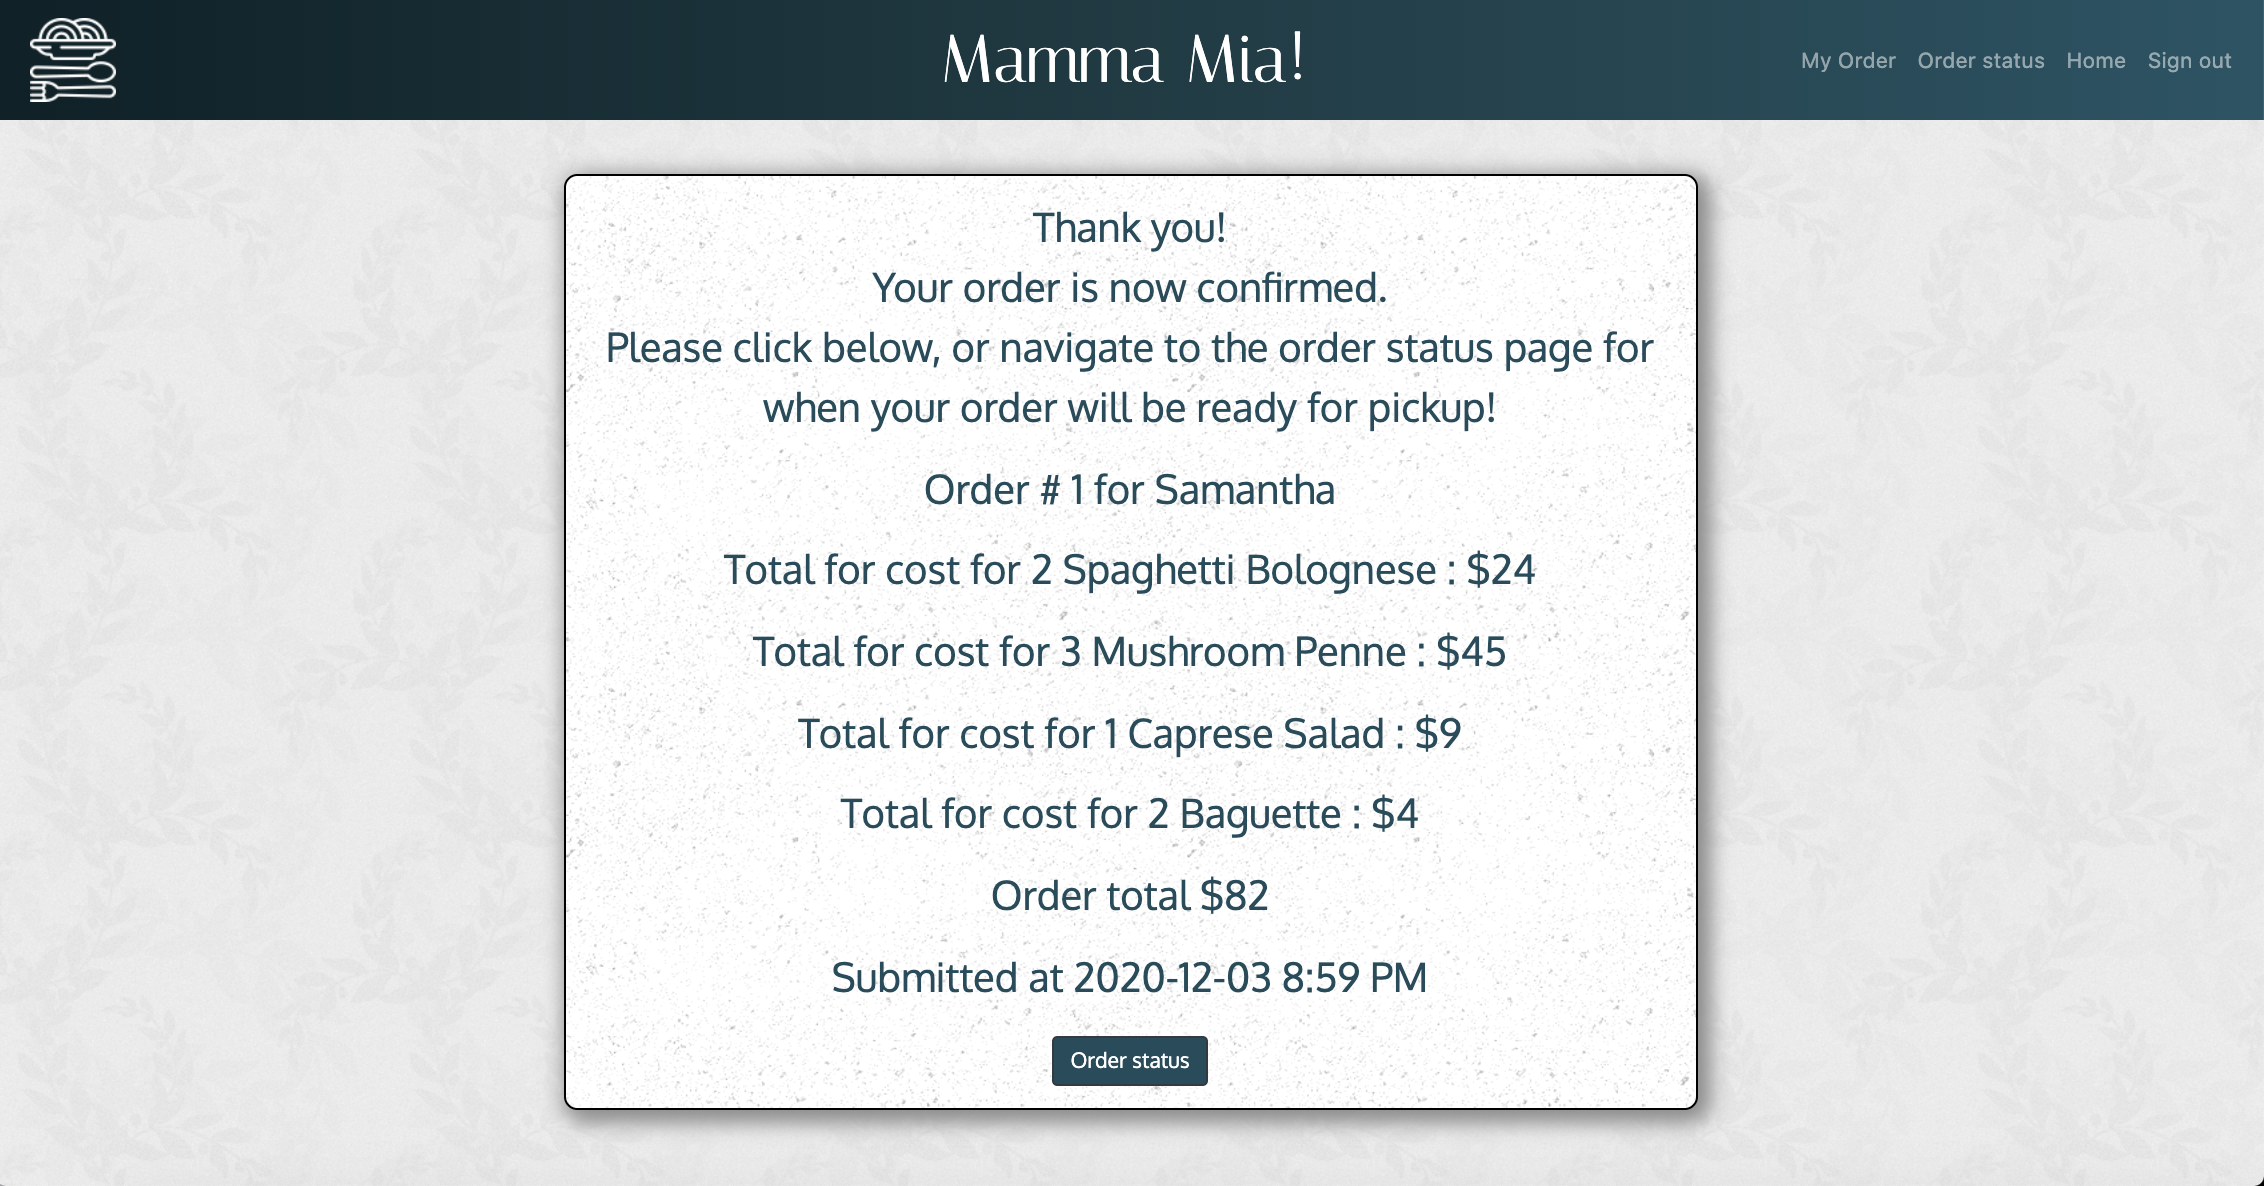 Mamma Mia!
My Order
Order status
Home
Sign out
Thank you!
Your order is now confirmed.
Please click below, or navigate to the order status page for
when your order will be ready for pickup!
Order # 1 for Samantha
Total for cost for 2 Spaghetti Bolognese : $24
Total for cost for 3 Mushroom Penne : $45
Total for cost for 1 Caprese Salad : $9
Total for cost for 2 Baguette : $4
Order total $82
Submitted at 2020-12-03 8:59 PM
Order status